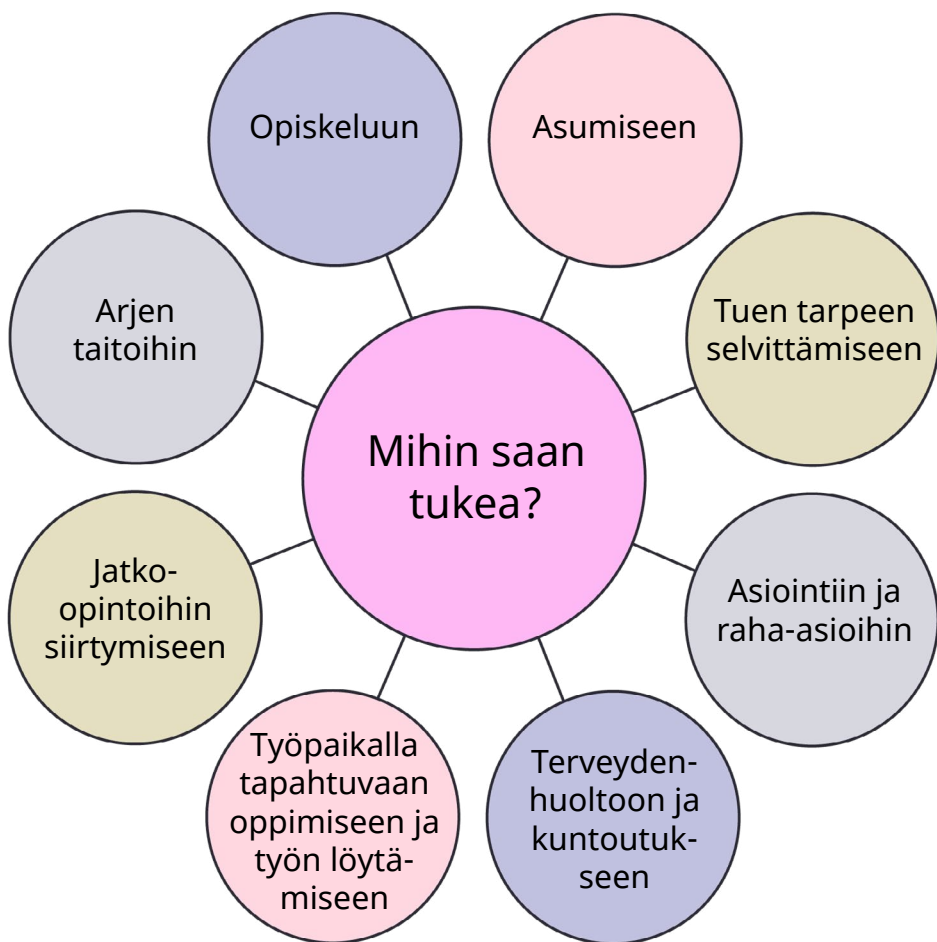 Opiskeluun
Asumiseen
Arjen
taitoihin
Tuen tarpeen
selvittämiseen
Mihin saan
tukea?
Jatko-
opintoihin
siirtymiseen
Asiointiin ja
raha-asioihin
Työpaikalla
tapahtuvaan
oppimiseen ja
työn löytä-
miseen
Terveyden-
huoltoon ja
kuntoutuk-
seen